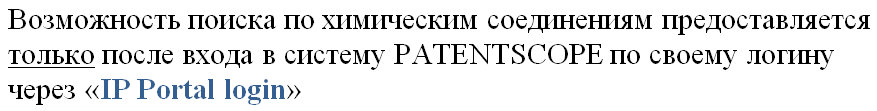 Возможность поиска по химическим соединениям предоставляется
только после входа в систему PATENTSCOPE по своему логину
через «IP Portal login»